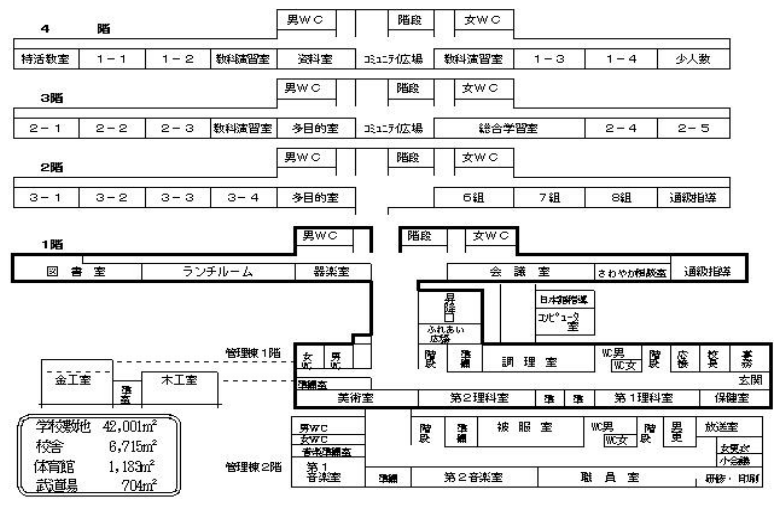 4 階
男WC 階段 女WC
特活教室 1-1 1-2 教科演習室 資料室 コミュニティ広場 教科演習室 1-3 1-4 少人数
3階
男WC 階段 女WC
2-1 2-2 2-3 教科演習室 多目的室 コミュニティ広場 総合学習室 2-4 2-5
2階
男WC 階段 女WC
3-1 3-2 3-3 3-4 多目的室 6組 7組 8組 通級指導
1階
男WC 階段 女WC
図書室 ランチルーム 器楽室 会議室 さわやか相談室 通級指導
昇降口
日本語指導
コンピュータ室
ふれあい広場
管理棟1階
女 男 階段 準備 調理室 WC男 WC女 階段 応接 校長 事務
玄関
金工室 準室 木工室 準備室
美術室 第2理科室 準 準 第1理科室 保健室
学校敷地 42,001㎡
校舎 6,715㎡
体育館 1,183㎡
武道場 704㎡
男WC
女WC
音楽準備室
階段 準備 被服室 WC男 WC女 階段 男更 放送室
女更衣
小会議
管理棟2階
第1音楽室 準備 第2音楽室 職員室 研修・印刷